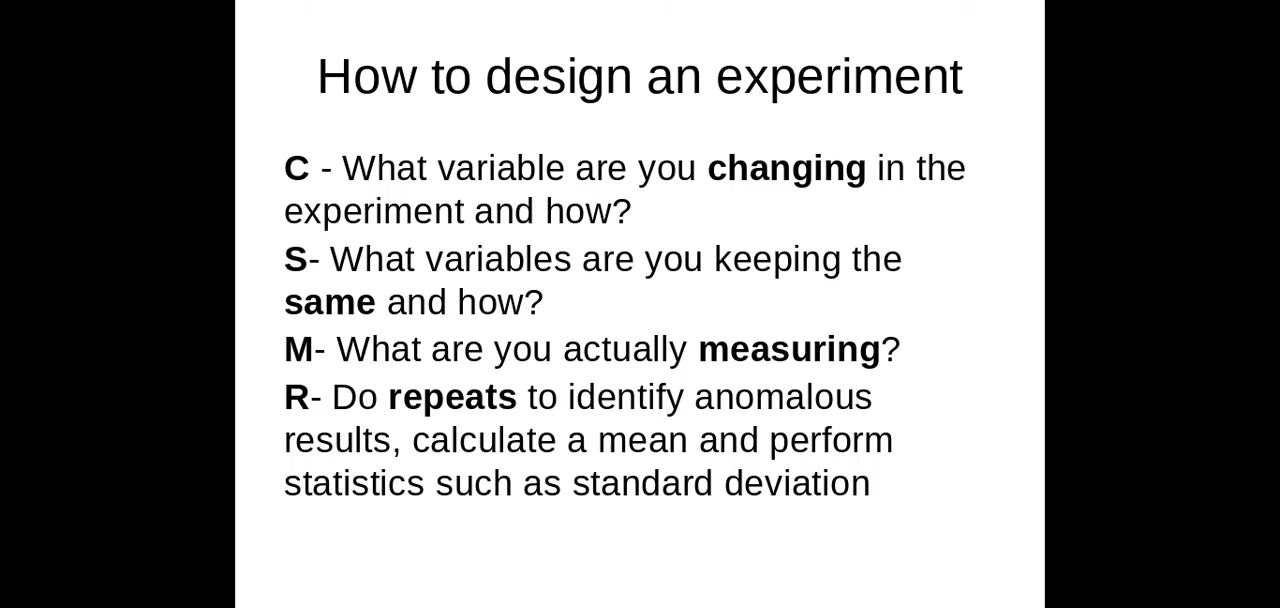 How to design an experiment
C - What variable are you changing in the
experiment and how?
S- What variables are you keeping the
same and how?
M- What are you actually measuring?
R- Do repeats to identify anomalous
results, calculate a mean and perform
statistics such as standard deviation